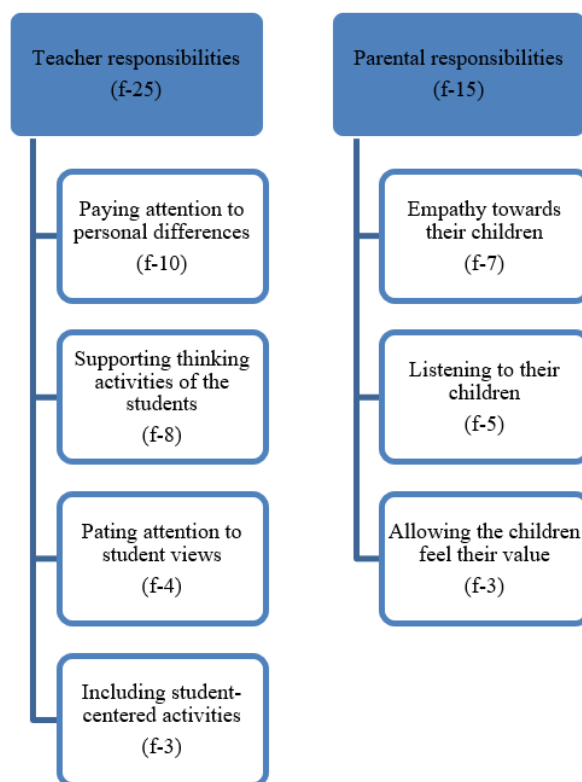 Teacher responsibilities
(f-25)
Paying attention to
personal differences
(f-10)
Supporting thinking
activities of the
students
(f-8)
Pating attention to
student views
(f-4)
Including student-
centered activities
(f-3)
Parental responsibilities
(f-15)
Empathy towards
their children
(f-7)
Listening to their
children
(f-5)
Allowing the children
feel their value
(f-3)